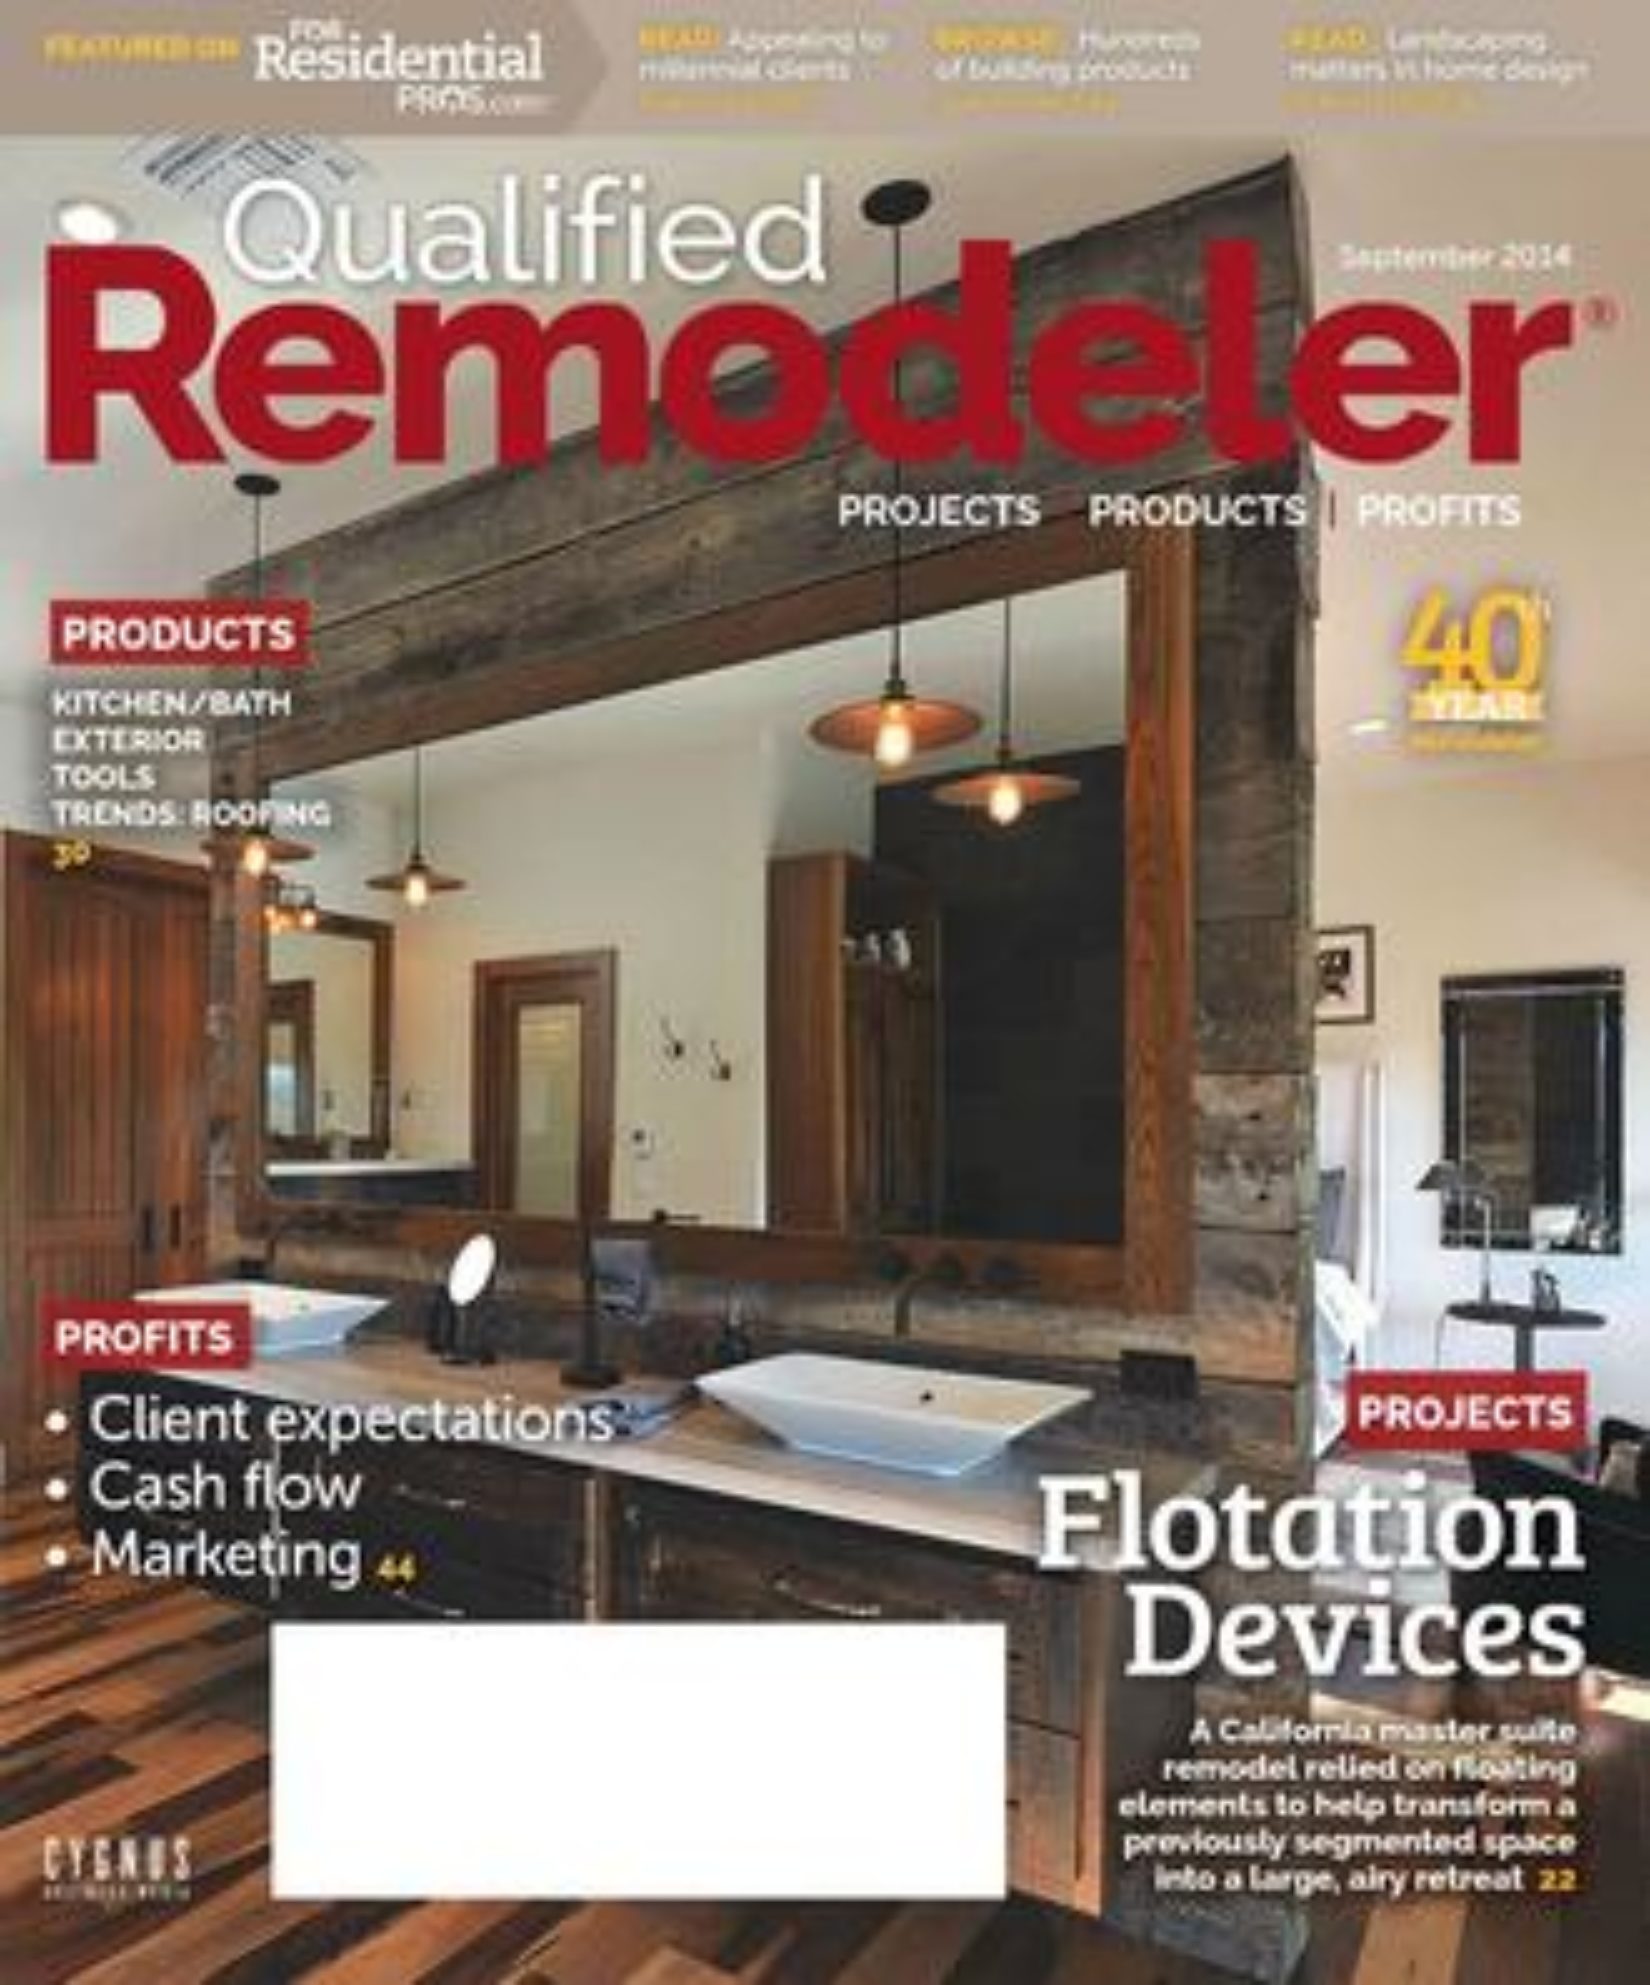 FEATURED ON
FOR
Residential
PROS.com
READ: Appealing to
millennial clients
BROWSE: Hundreds
of building products
READ: Landscaping
matters in home design
Qualified
Remodeler®
September 2014
PROJECTS PRODUCTS | PROFITS
40th
YEAR
PRODUCTS
KITCHEN/BATH
EXTERIOR
TOOLS
TRENDS: ROOFING
30
PROFITS
• Client expectations
• Cash flow
• Marketing 44
PROJECTS
Flotation
Devices
A California master suite
remodel relied on floating
elements to help transform a
previously segmented space
into a large, airy retreat 22
CYGNUS